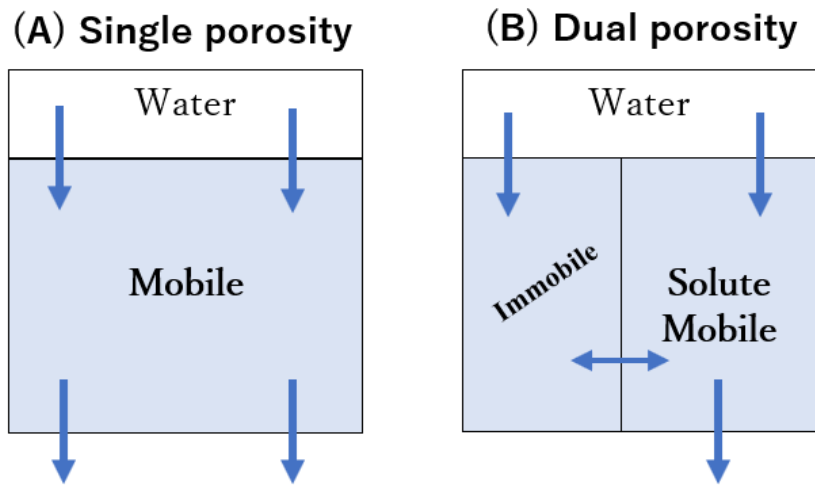 (A) Single porosity
(B) Dual porosity
Water
Water
Mobile
Immobile
Solute
Mobile